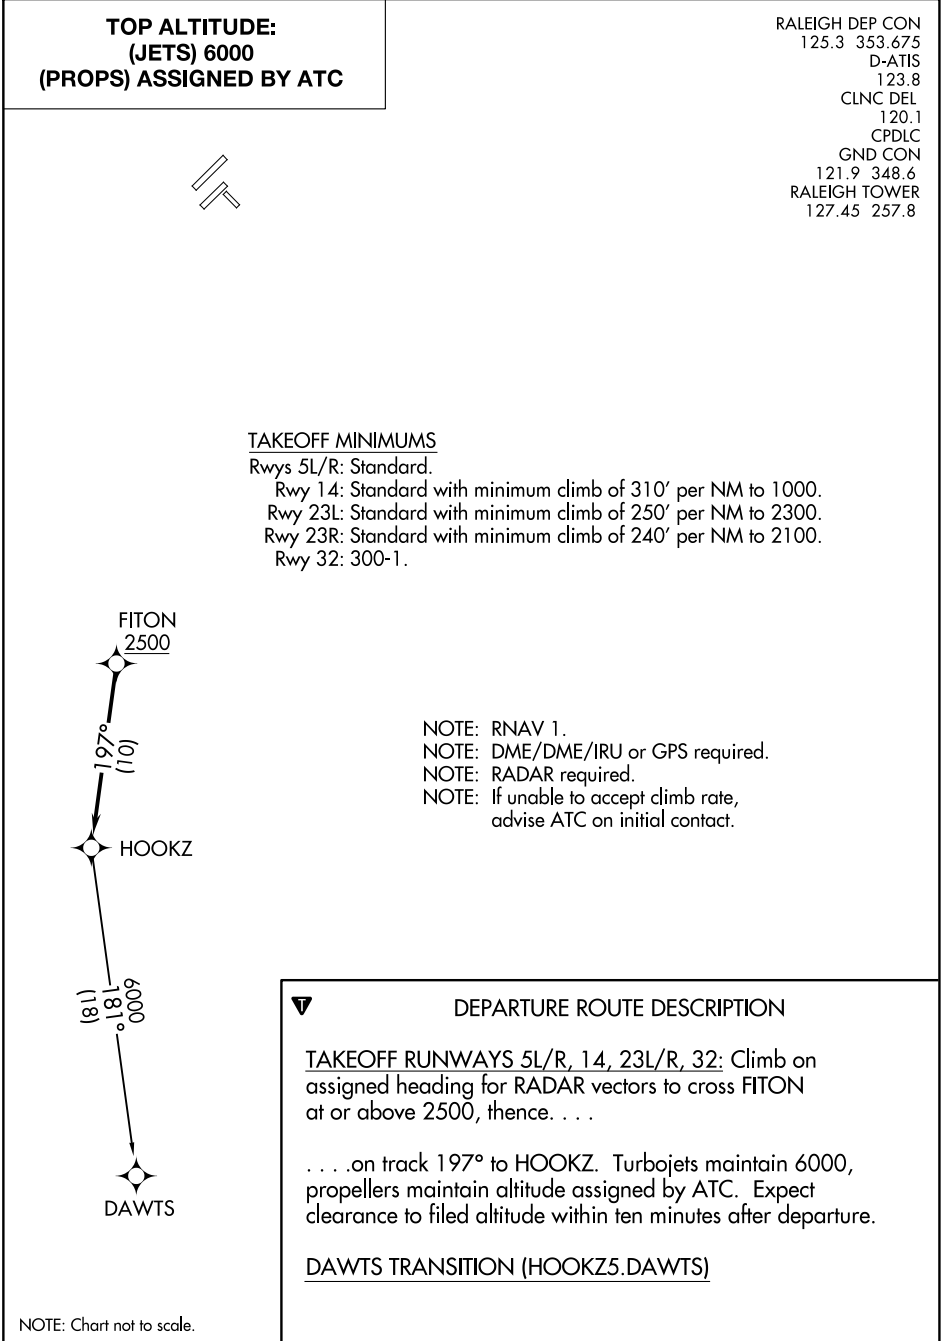 TOP ALTITUDE:
(JETS) 6000
(PROPS) ASSIGNED BY ATC
RALEIGH DEP CON
125.3 353.675
D-ATIS
123.8
CLNC DEL
120.1
CPDLC
GND CON
121.9 348.6
RALEIGH TOWER
127.45 257.8
TAKEOFF MINIMUMS
Rwys 5L/R: Standard.
Rwy 14: Standard with minimum climb of 310' per NM to 1000.
Rwy 23L: Standard with minimum climb of 250' per NM to 2300.
Rwy 23R: Standard with minimum climb of 240' per NM to 2100.
Rwy 32: 300-1.
FITON
2500
197°
(10)
HOOKZ
NOTE: RNAV 1.
NOTE: DME/DME/IRU or GPS required.
NOTE: RADAR required.
NOTE: If unable to accept climb rate,
advise ATC on initial contact.
6000
181°
(18)
DAWTS
T DEPARTURE ROUTE DESCRIPTION
TAKEOFF RUNWAYS 5L/R, 14, 23L/R, 32: Climb on
assigned heading for RADAR vectors to cross FITON
at or above 2500, thence. . . .
. . . .on track 197° to HOOKZ. Turbojets maintain 6000,
propellers maintain altitude assigned by ATC. Expect
clearance to filed altitude within ten minutes after departure.
DAWTS TRANSITION (HOOKZ5.DAWTS)
NOTE: Chart not to scale.